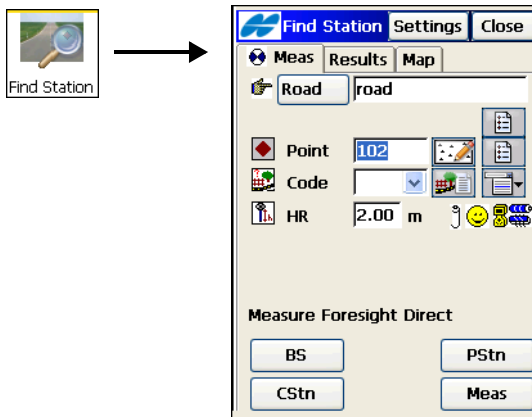 Find Station
Find Station Settings Close
Meas Results Map
Road road
Point 102
Code
HR 2.00 m
Measure Foresight Direct
BS PStn
CStn Meas